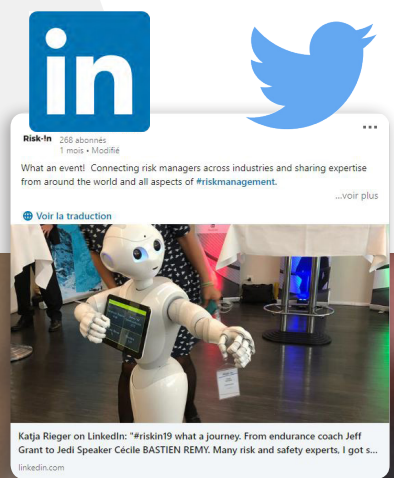 in
Risk-!n 268 abonnés
1 mois • Modifié
What an event! Connecting risk managers across industries and sharing expertise
from around the world and all aspects of #riskmanagement.
...voir plus
Voir la traduction
Katja Rieger on LinkedIn: "#riskin19 what a journey. From endurance coach Jeff
Grant to Jedi Speaker Cécile BASTIEN REMY. Many risk and safety experts, I got s...
linkedin.com